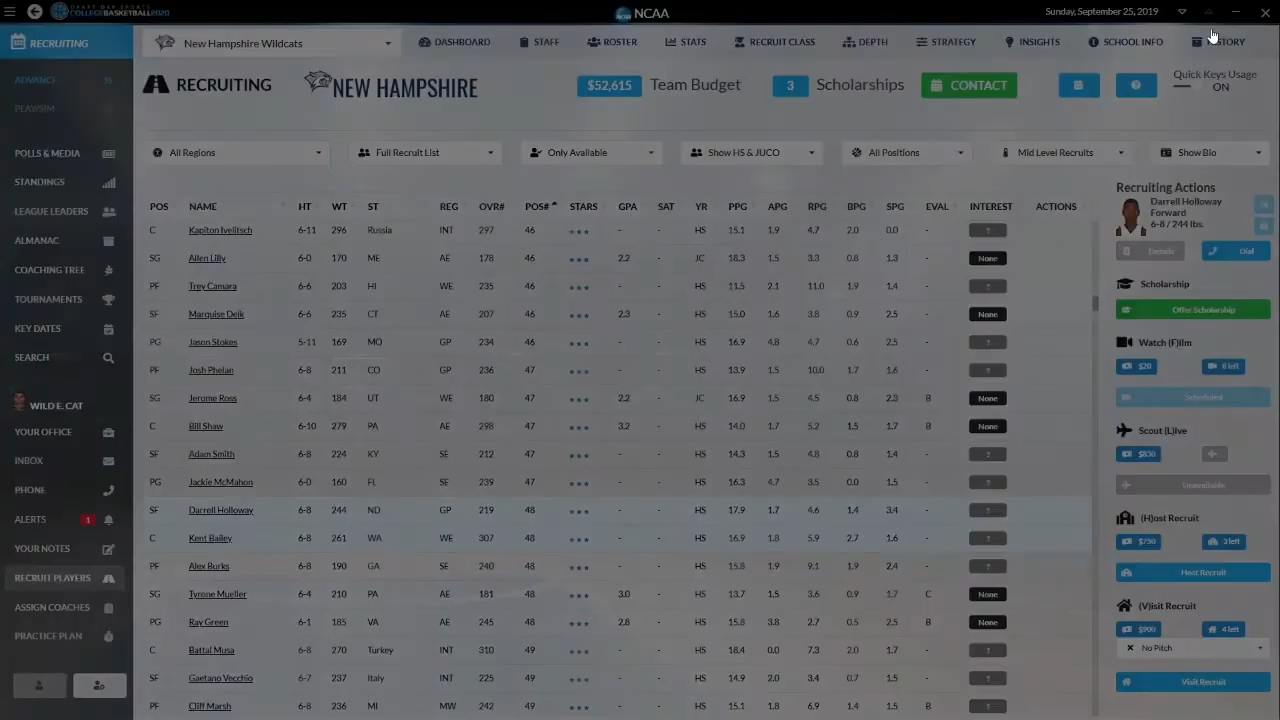 DRAFT DAY SPORTS
COLLEGE BASKETBALL 2020
NCAA
Sunday, September 25, 2019
RECRUITING
New Hampshire Wildcats
DASHBOARD
STAFF
ROSTER
STATS
RECRUIT CLASS
DEPTH
STRATEGY
INSIGHTS
SCHOOL INFO
HISTORY
ADVANCE
PLAY/SIM
POLLS & MEDIA
STANDINGS
LEAGUE LEADERS
ALMANAC
COACHING TREE
TOURNAMENTS
KEY DATES
SEARCH
WILD E. CAT
YOUR OFFICE
INBOX
PHONE
ALERTS 1
YOUR NOTES
RECRUIT PLAYERS
ASSIGN COACHES
PRACTICE PLAN
RECRUITING
NEW HAMPSHIRE
$52,615 Team Budget
3 Scholarships
CONTACT
Quick Keys Usage
ON
All Regions
Full Recruit List
Only Available
Show HS & JUCO
All Positions
Mid Level Recruits
Show Bio
POS NAME HT WT ST REG OVR# POS# STARS GPA SAT YR PPG APG RPG BPG SPG EVAL INTEREST ACTIONS
C Kapiton Ivelitsch 6-11 296 Russia INT 297 46 - - HS 15.1 1.9 4.7 2.0 0.0 - ?
SG Allen Lilly 6-0 170 ME AE 178 46 2.2 - JC 18.3 1.5 3.3 0.8 1.3 - None
PF Trey Camara 6-6 203 HI WE 235 46 - - HS 11.5 2.1 11.0 1.9 1.4 - ?
SF Marquise Deik 6-6 235 CT AE 207 46 2.3 - HS 15.0 1.6 3.8 0.9 2.5 - None
PG Jason Stokes 5-11 169 MO GP 234 46 - - HS 16.9 4.8 4.7 0.6 2.5 - ?
PF Josh Phelan 6-8 211 CO GP 236 47 - - HS 13.9 1.5 10.0 1.7 1.6 - ?
SG Jerome Ross 6-4 184 UT WE 180 47 2.2 - JC 16.9 1.5 4.5 0.8 2.3 B None
C Bill Shaw 6-10 279 PA AE 298 47 3.2 - HS 14.0 1.7 5.2 1.5 1.7 B None
SF Adam Smith 6-8 224 KY SE 212 47 - - HS 14.3 1.5 4.8 0.8 1.4 - ?
PG Jackie McMahon 6-0 160 FL SE 239 47 - - HS 16.3 4.7 3.5 0.0 1.5 - ?
SF Darrell Holloway 6-8 244 ND GP 219 48 - - HS 17.9 1.7 4.6 1.4 3.4 - ?
C Kent Bailey 6-8 261 WA WE 307 48 - - HS 16.9 1.8 5.9 2.7 1.6 - ?
PF Alex Burks 6-8 190 GA SE 240 48 - - HS 15.8 1.9 9.1 1.9 2.4 - ?
SG Tyrone Mueller 6-4 210 PA AE 181 48 3.0 - HS 13.7 1.5 3.6 0.9 1.7 C None
PG Ray Green 6-1 185 VA AE 245 48 2.8 - HS 15.8 3.8 2.7 0.5 2.5 B None
C Battal Musa 6-8 270 Turkey INT 310 49 - - HS 18.4 0.0 7.3 2.0 1.7 - ?
SF Gaetano Vecchio 6-7 237 Italy INT 225 49 - - HS 14.9 2.0 3.4 0.7 1.5 - ?
PF Cliff Marsh 6-8 236 MI MW 242 49 - - HS 15.1 1.8 6.9 1.4 1.5 B ?
Recruiting Actions
Darrell Holloway
Forward
6-8 / 244 lbs.
Details
Dial
Scholarship
Offer Scholarship
Watch (F)ilm
$20
8 left
Scheduled
Scout (L)ive
$850
Unavailable
(H)ost Recruit
$750
3 left
Host Recruit
(V)isit Recruit
$900
4 left
No Pitch
Visit Recruit